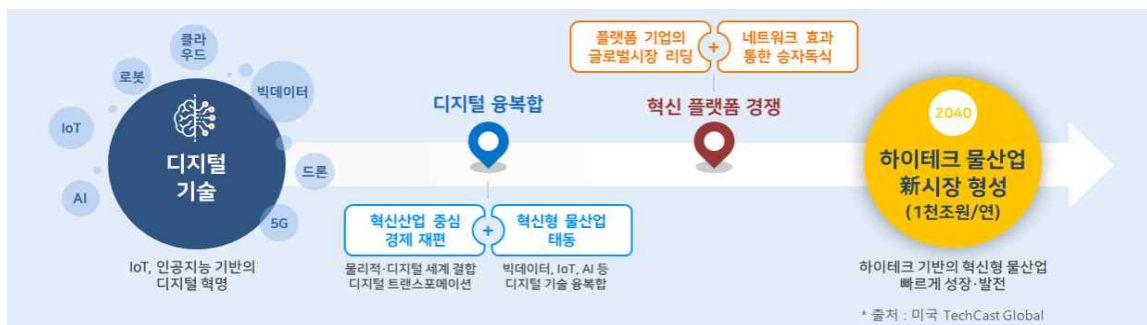 클라
우드
로봇
빅데이터
IoT
AI
드론
5G
디지털
기술
IoT, 인공지능 기반의
디지털 혁명
디지털 융복합
혁신산업 중심
경제 재편
+
혁신형 물산업
태동
물리적·디지털 세계 결합
디지털 트랜스포메이션
빅데이터, IoT, AI 등
디지털 기술 융복합
플랫폼 기업의
글로벌시장 리딩
+
네트워크 효과
통한 승자독식
혁신 플랫폼 경쟁
2040
하이테크 물산업
新시장 형성
(1천조원/연)
하이테크 기반의 혁신형 물산업
빠르게 성장·발전
* 출처 : 미국 TechCast Global